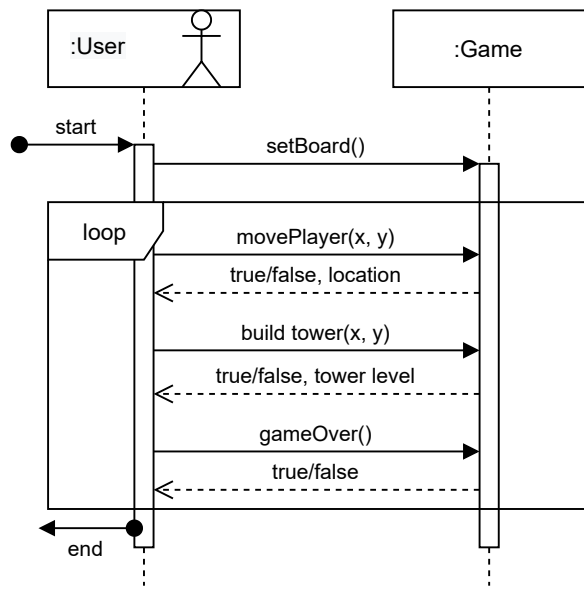 :User
:Game
start
setBoard()
loop
movePlayer(x, y)
true/false, location
build tower(x, y)
true/false, tower level
gameOver()
true/false
end